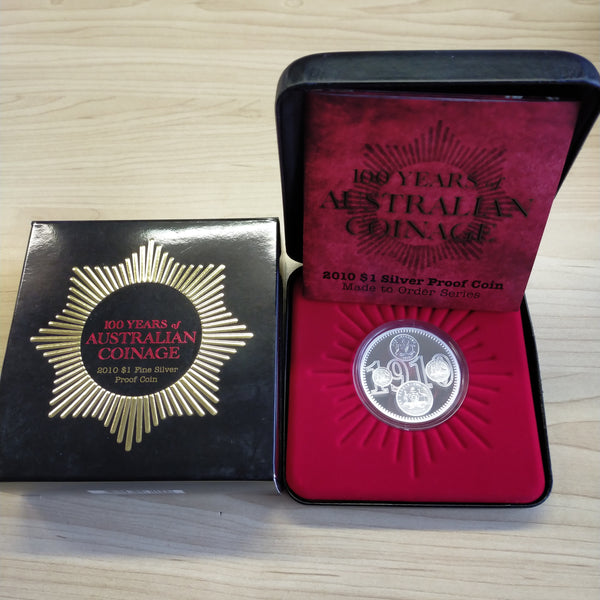 100 YEARS of
AUSTRALIAN
COINAGE
2010 $1 Fine Silver
Proof Coin
100 YEARS of
AUSTRALIAN
COINAGE
2010 $1 Silver Proof Coin
Made to Order Series
1910